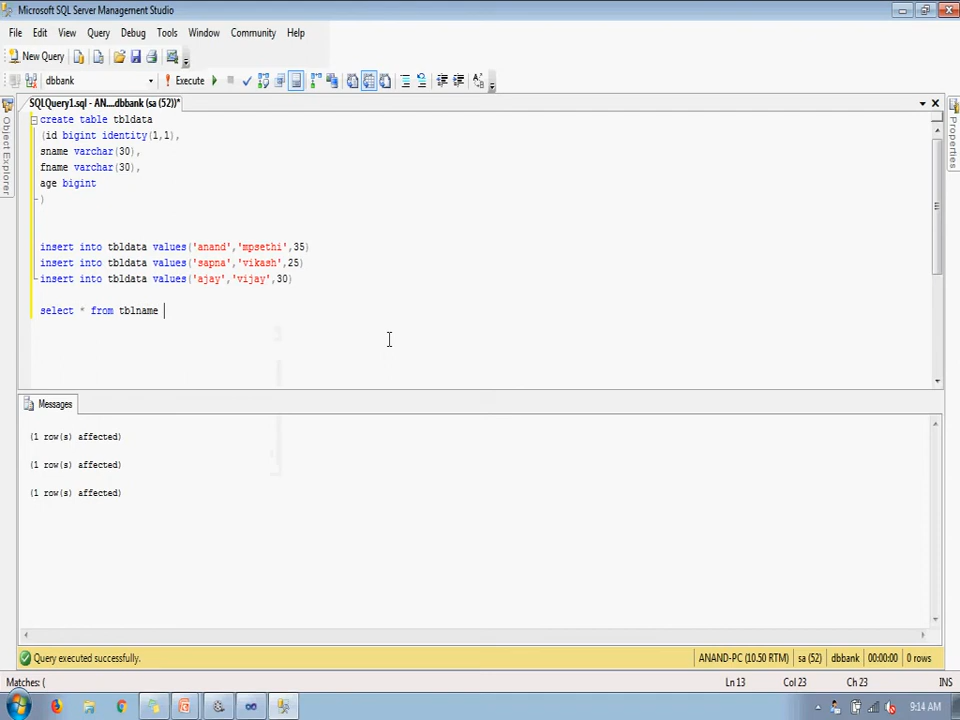 Microsoft SQL Server Management Studio
File Edit View Query Debug Tools Window Community Help
New Query
dbbank Execute
SQLQuery1.sql - AN....dbbank (sa (52))*
create table tbldata
(id bigint identity(1,1),
sname varchar(30),
fname varchar(30),
age bigint
)
insert into tbldata values('anand','mpsethi',35)
insert into tbldata values('sapna','vikash',25)
insert into tbldata values('ajay','vijay',30)
select * from tblname
Object Explorer
Properties
Messages
(1 row(s) affected)
(1 row(s) affected)
(1 row(s) affected)
Query executed successfully. ANAND-PC (10.50 RTM) sa (52) dbbank 00:00:00 0 rows
Matches: ( Ln 13 Col 23 Ch 23 INS
9:14 AM